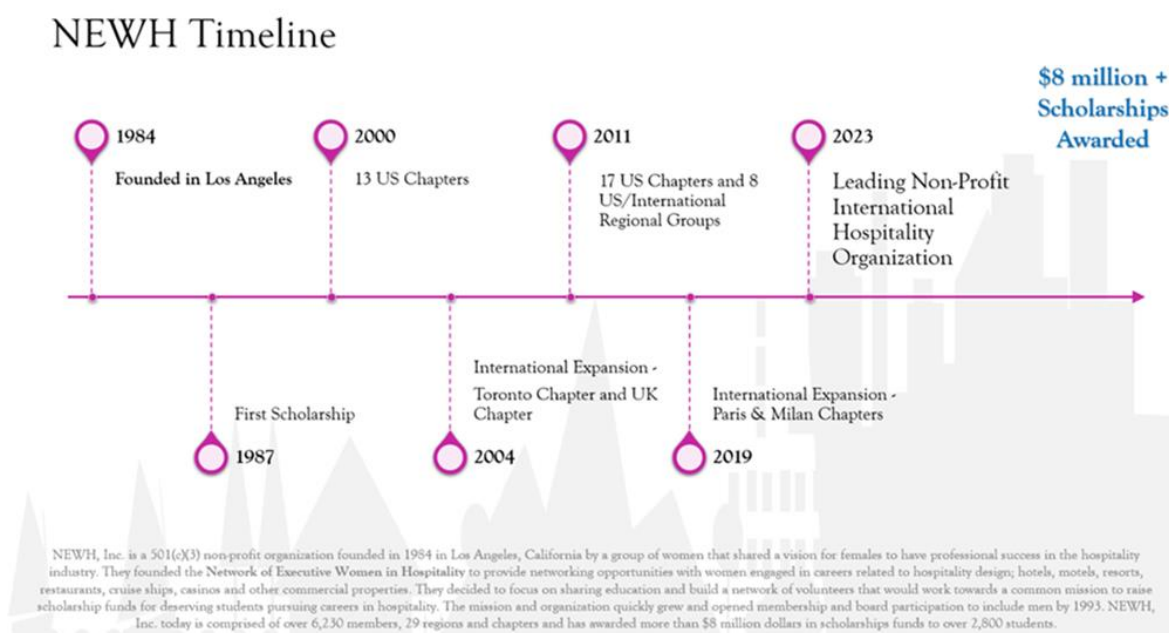 NEWH Timeline
$8 million +
Scholarships
Awarded
1984
Founded in Los Angeles
2000
13 US Chapters
2011
17 US Chapters and 8
US/International
Regional Groups
2023
Leading Non-Profit
International
Hospitality
Organization
First Scholarship
1987
International Expansion -
Toronto Chapter and UK
Chapter
2004
International Expansion -
Paris & Milan Chapters
2019
NEWH, Inc. is a 501(c)(3) non-profit organization founded in 1984 in Los Angeles, California by a group of women that shared a vision for females to have professional success in the hospitality
industry. They founded the Network of Executive Women in Hospitality to provide networking opportunities with women engaged in careers related to hospitality design; hotels, motels, resorts,
restaurants, cruise ships, casinos and other commercial properties. They decided to focus on sharing education and build a network of volunteers that would work towards a common mission to raise
scholarship funds for deserving students pursuing careers in hospitality. The mission and organization quickly grew and opened membership and board participation to include men by 1993. NEWH,
Inc. today is comprised of over 6,230 members, 29 regions and chapters and has awarded more than $8 million dollars in scholarships funds to over 2,800 students.